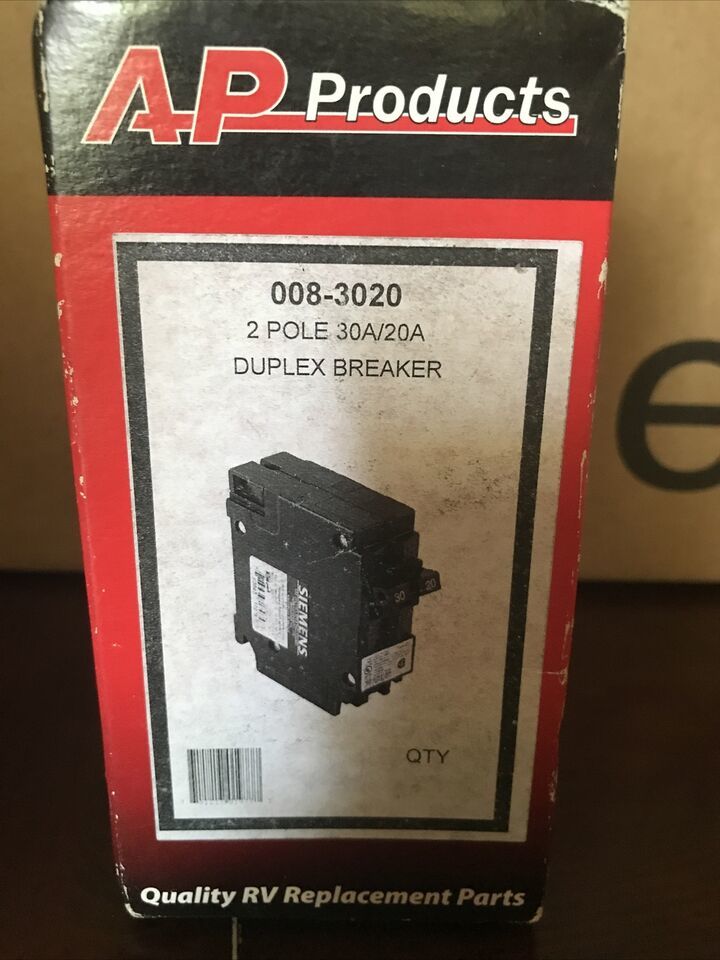 AP Products
008-3020
2 POLE 30A/20A
DUPLEX BREAKER
SIEMENS
30
20
QTY
Quality RV Replacement Parts
e